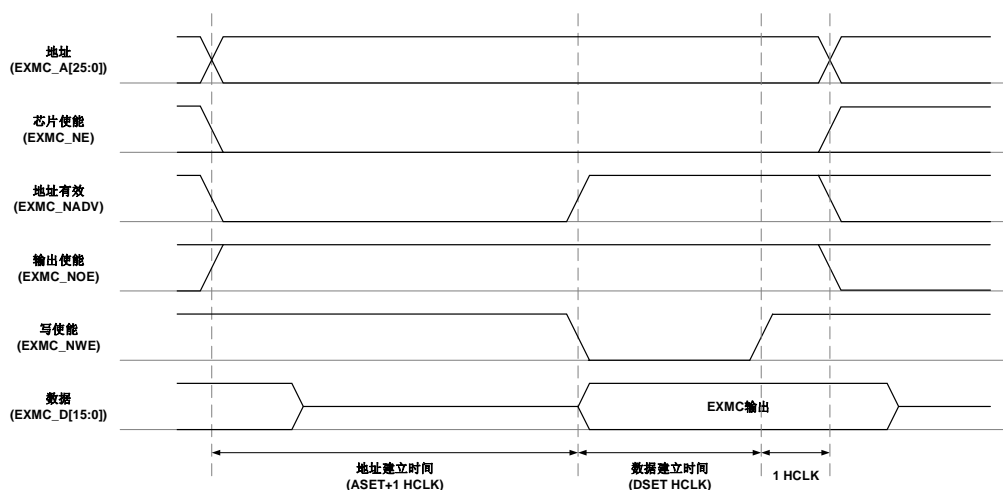 地址
(EXMC_A[25:0])
芯片使能
(EXMC_NE)
地址有效
(EXMC_NADV)
输出使能
(EXMC_NOE)
写使能
(EXMC_NWE)
数据
(EXMC_D[15:0])
EXMC输出
地址建立时间
(ASET+1 HCLK)
数据建立时间
(DSET HCLK)
1 HCLK